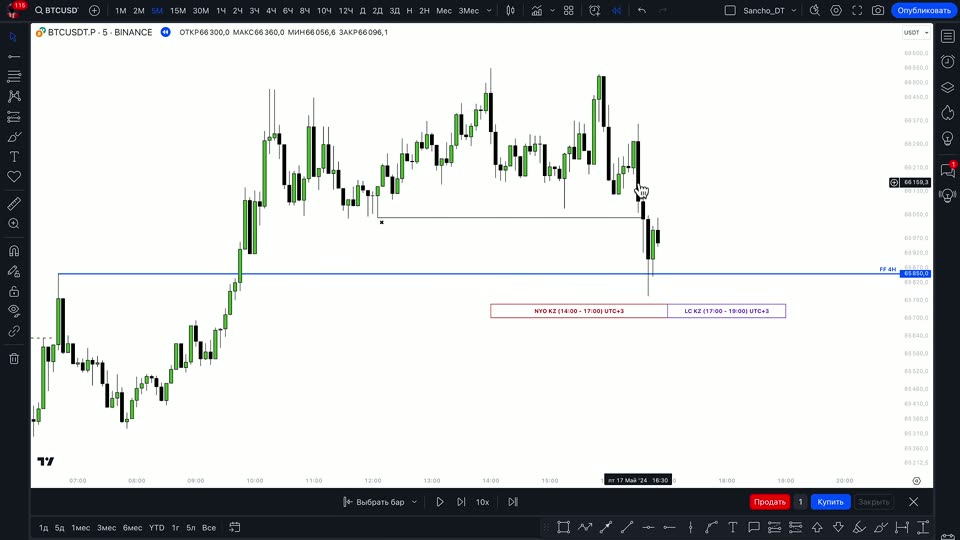 115
BTCUSD˙
1М 2М 5М 15М 30М 1Ч 2Ч 3Ч 4Ч 6Ч 8Ч 10Ч 12Ч Д 2Д 3Д Н 2Н Мес 3Мес
Sancho_DT
Опубликовать
BTCUSDT.P · 5 · BINANCE
ОТКР66 300,0 МАКС66 360,0 МИН66 056,6 ЗАКР66 096,1
USDT
66 159,3
FF 4H
65 850,0
NYO KZ (14:00 - 17:00) UTC+3
LC KZ (17:00 - 19:00) UTC+3
07:00 08:00 09:00 10:00 11:00 12:00 13:00 14:00 15:00
пт 17 Май '24 16:30
18:00 19:00 20:00
Выбрать бар
10x
Продать
1
Купить
Закрыть
1д 5д 1мес 3мес 6мес YTD 1г 5л Все
1